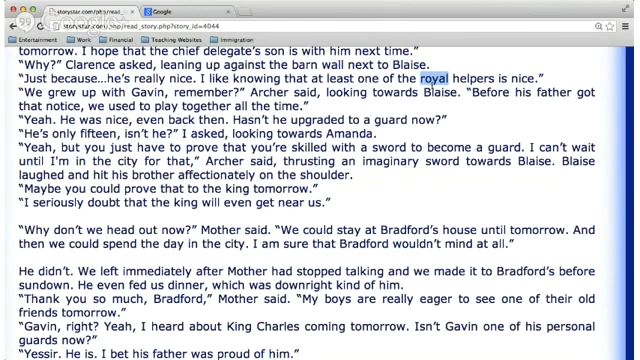 storystar.com/php/read_story
Google
storystar.com/php/read_story.php?story_id=4044
Networking
Financial
Funding
Teaching Websites
Immigration
Google+
tomorrow. I hope that the chief delegate's son is with him next time."
"Why?" Clarence asked, leaning up against the barn wall next to Blaise.
"Just because...he's really nice. I like knowing that at least one of the royal helpers is nice."
"We grew up with Gavin, remember?" Archer said, looking towards Blaise. "Before his father got
that notice, we used to play together all the time."
"Yeah. He was nice, even back then. Hasn't he upgraded to a guard now?"
"He's only fifteen, isn't he?" I asked, looking towards Amanda.
"Yeah, but you just have to prove that you're skilled with a sword to become a guard. I can't wait
until I'm in the city for that," Archer said, thrusting an imaginary sword towards Blaise. Blaise
laughed and hit his brother affectionately on the shoulder.
"Maybe you could prove that to the king tomorrow."
"I seriously doubt that the king will even get near us."
"Why don't we head out now?" Mother said. "We could stay at Bradford's house until tomorrow. And
then we could spend the day in the city. I am sure that Bradford wouldn't mind at all."
He didn't. We left immediately after Mother had stopped talking and we made it to Bradford's before
sundown. He even fed us dinner, which was downright kind of him.
"Thank you so much, Bradford," Mother said. "My boys are really eager to see one of their old
friends tomorrow."
"Gavin, right? Yeah, I heard about King Charles coming tomorrow. Isn't Gavin one of his personal
guards now?"
"Yessir. He is. I bet his father was proud of him."